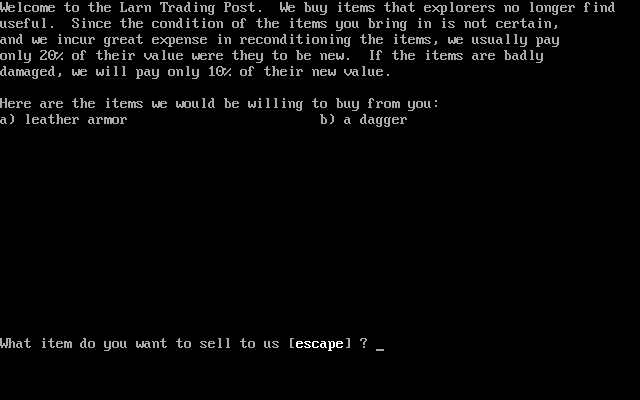 Welcome to the Larn Trading Post.  We buy items that explorers no longer find
useful.  Since the condition of the items you bring in is not certain,
and we incur great expense in reconditioning the items, we usually pay
only 20% of their value were they to be new.  If the items are badly
damaged, we will pay only 10% of their new value.
Here are the items we would be willing to buy from you:
a) leather armor                        b) a dagger
What item do you want to sell to us [escape] ? _